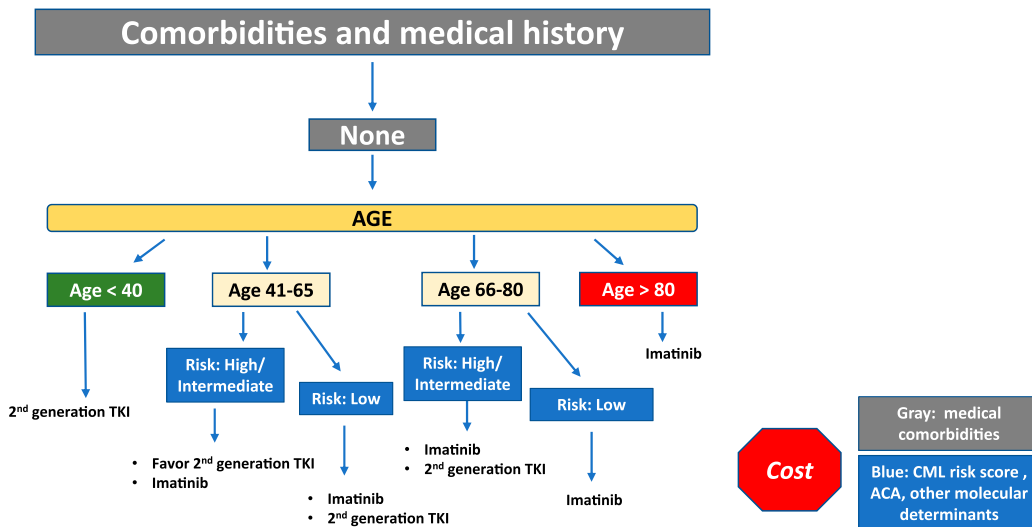 Comorbidities and medical history
None
AGE
Age < 40
Age 41-65
Age 66-80
Age > 80
2nd generation TKI
Risk: High/
Intermediate
Risk: Low
• Favor 2nd generation TKI
• Imatinib
• Imatinib
• 2nd generation TKI
Risk: High/
Intermediate
Risk: Low
• Imatinib
• 2nd generation TKI
Imatinib
Imatinib
Cost
Gray: medical
comorbidities
Blue: CML risk score ,
ACA, other molecular
determinants